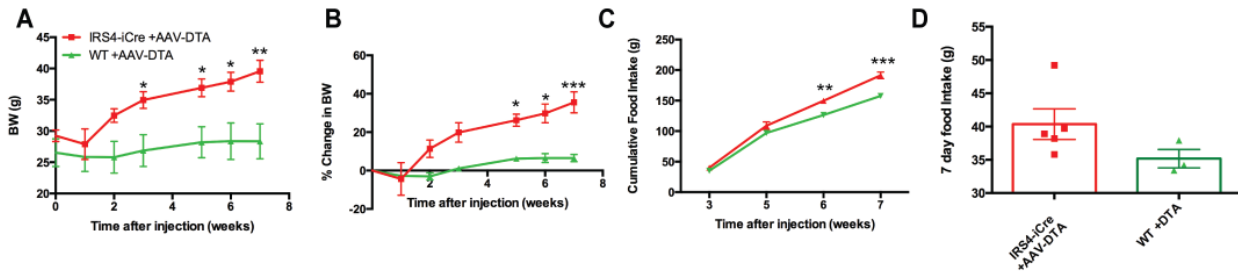 A
IRS4-iCre +AAV-DTA
WT +AAV-DTA
BW (g)
45
40
35
30
25
20
* * * **
0 2 4 6 8
Time after injection (weeks)
B
% Change in BW
60
40
20
0
-20
* * ***
2 4 6 8
Time after injection (weeks)
C
Cumulative Food Intake (g)
250
200
150
100
50
0
** ***
3 5 6 7
Time after injection (weeks)
D
7 day food Intake (g)
55
50
45
40
35
30
IRS4-iCre
+AAV-DTA
WT +DTA